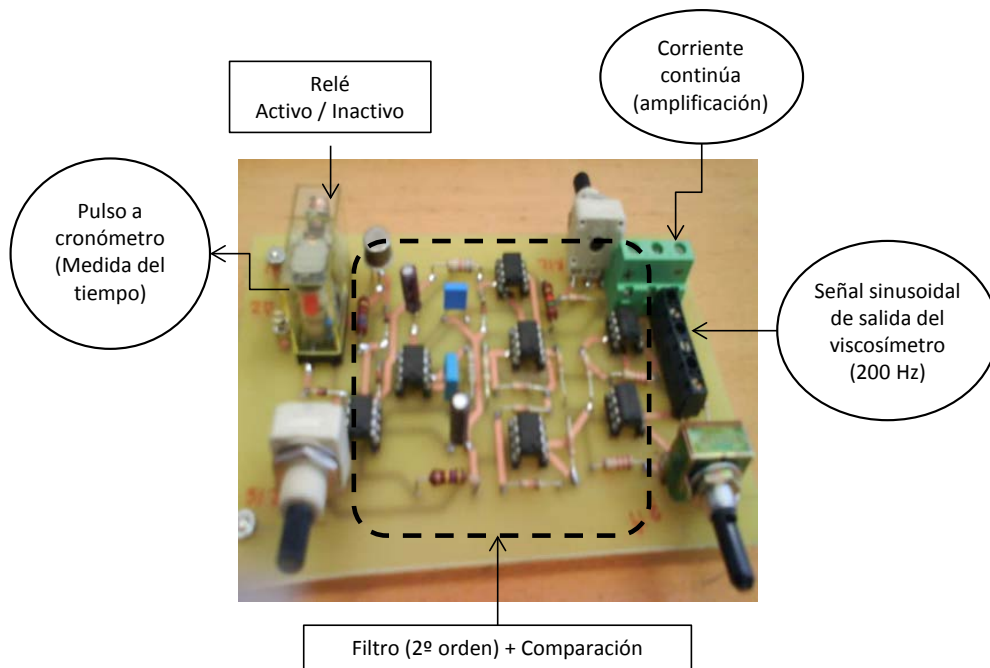 Corriente
continúa
(amplificación)
Relé
Activo / Inactivo
Pulso a
cronómetro
(Medida del
tiempo)
Señal sinusoidal
de salida del
viscosímetro
(200 Hz)
Filtro (2º orden) + Comparación